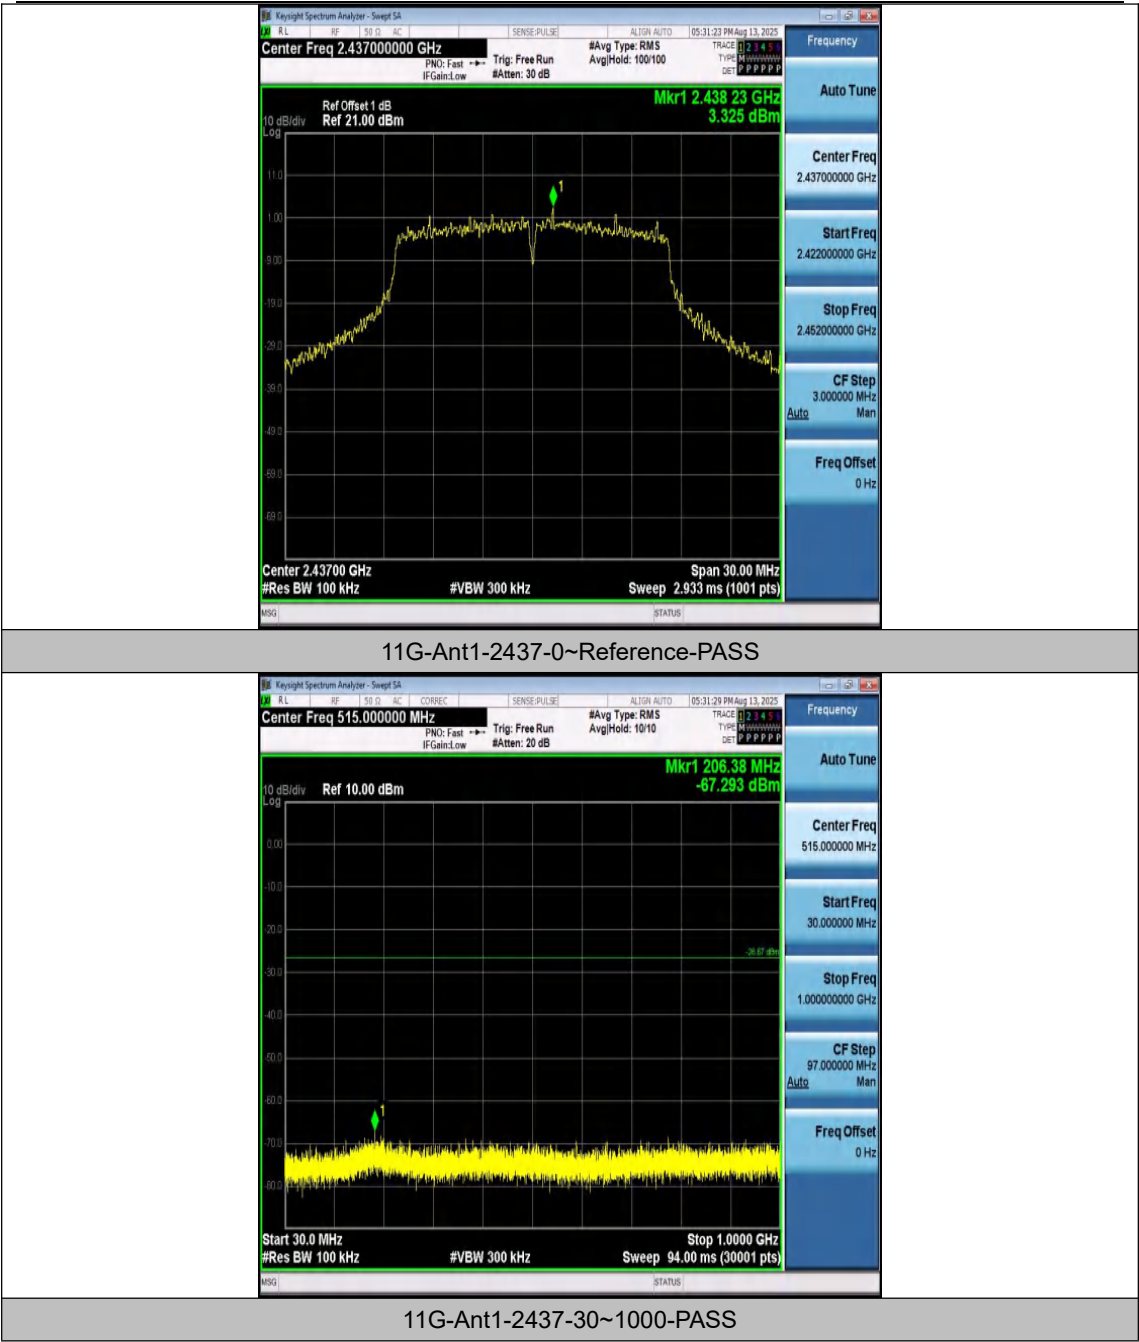 Keysight Spectrum Analyzer - Swept SA
RL RF 50 Ω AC SENSE:PULSE ALIGN AUTO 05:31:23 PM Aug 13, 2025
Center Freq 2.437000000 GHz
PNO: Fast
IFGain:Low
Trig: Free Run
#Atten: 30 dB
#Avg Type: RMS
Avg|Hold: 100/100
TRACE 1 2 3 4 5 6
TYPE M WWWWW
DET P P P P P P
Mkr1 2.438 23 GHz
3.325 dBm
Ref Offset 1 dB
10 dB/div Ref 21.00 dBm
Log
11.0
1.00
-9.00
-19.0
-29.0
-39.0
-49.0
-59.0
-69.0
1
Center 2.43700 GHz
Span 30.00 MHz
#Res BW 100 kHz
#VBW 300 kHz
Sweep 2.933 ms (1001 pts)
MSG
STATUS
Frequency
Auto Tune
Center Freq
2.437000000 GHz
Start Freq
2.422000000 GHz
Stop Freq
2.452000000 GHz
CF Step
3.000000 MHz
Auto Man
Freq Offset
0 Hz
11G-Ant1-2437-0~Reference-PASS
Keysight Spectrum Analyzer - Swept SA
RL RF 50 Ω AC CORREC SENSE:PULSE ALIGN AUTO 05:31:29 PM Aug 13, 2025
Center Freq 515.000000 MHz
PNO: Fast
IFGain:Low
Trig: Free Run
#Atten: 20 dB
#Avg Type: RMS
Avg|Hold: 10/10
TRACE 1 2 3 4 5 6
TYPE M WWWWW
DET P P P P P P
Mkr1 206.38 MHz
-67.293 dBm
10 dB/div Ref 10.00 dBm
Log
0.00
-10.0
-20.0
-30.0
-40.0
-50.0
-60.0
-70.0
-80.0
-26.67 dBm
1
Start 30.0 MHz
Stop 1.0000 GHz
#Res BW 100 kHz
#VBW 300 kHz
Sweep 94.00 ms (30001 pts)
MSG
STATUS
Frequency
Auto Tune
Center Freq
515.000000 MHz
Start Freq
30.000000 MHz
Stop Freq
1.000000000 GHz
CF Step
97.000000 MHz
Auto Man
Freq Offset
0 Hz
11G-Ant1-2437-30~1000-PASS